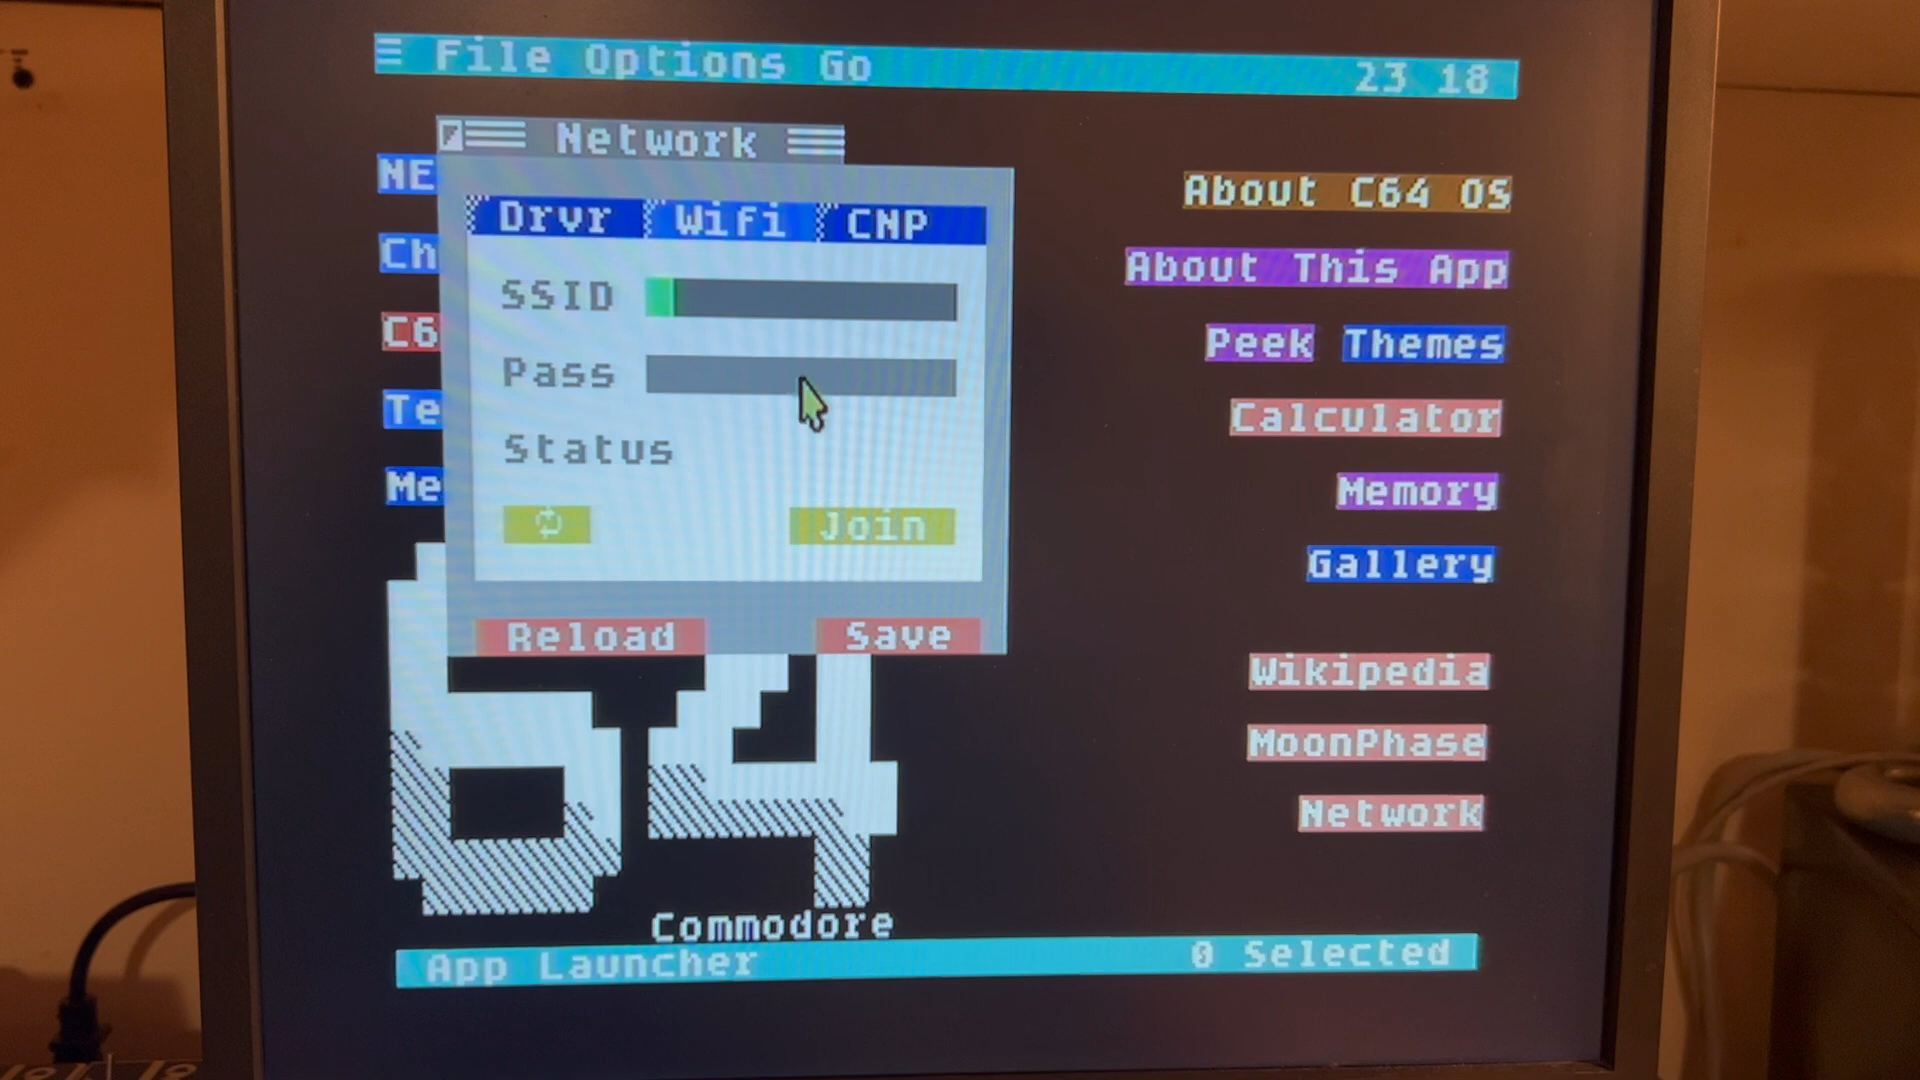 File Options Go 23 18
Network
NE
About C64 OS
Drvr Wifi CNP
Ch
About This App
SSID
C6
Peek Themes
Pass
Te
Calculator
Status
Me
Memory
Join
Gallery
Reload Save
Wikipedia
MoonPhase
Network
64
Commodore
App Launcher 0 Selected